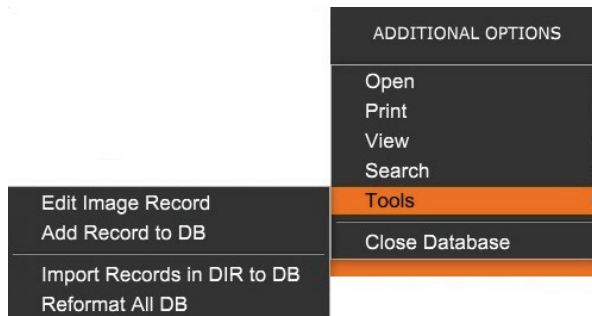 ADDITIONAL OPTIONS
Open
Print
View
Search
Tools
Close Database
Edit Image Record
Add Record to DB
Import Records in DIR to DB
Reformat All DB